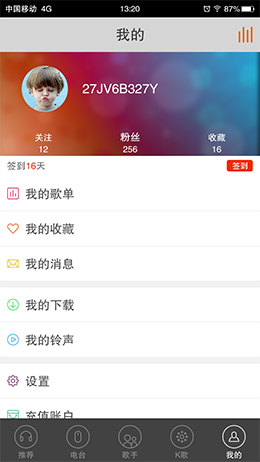 中国移动 4G 13:20 87%
我的
27JV6B327Y
关注 粉丝 收藏
12 256 16
签到16天 签到
我的歌单
我的收藏
我的消息
我的下载
我的铃声
设置
充值账户
推荐 电台 歌手 K歌 我的